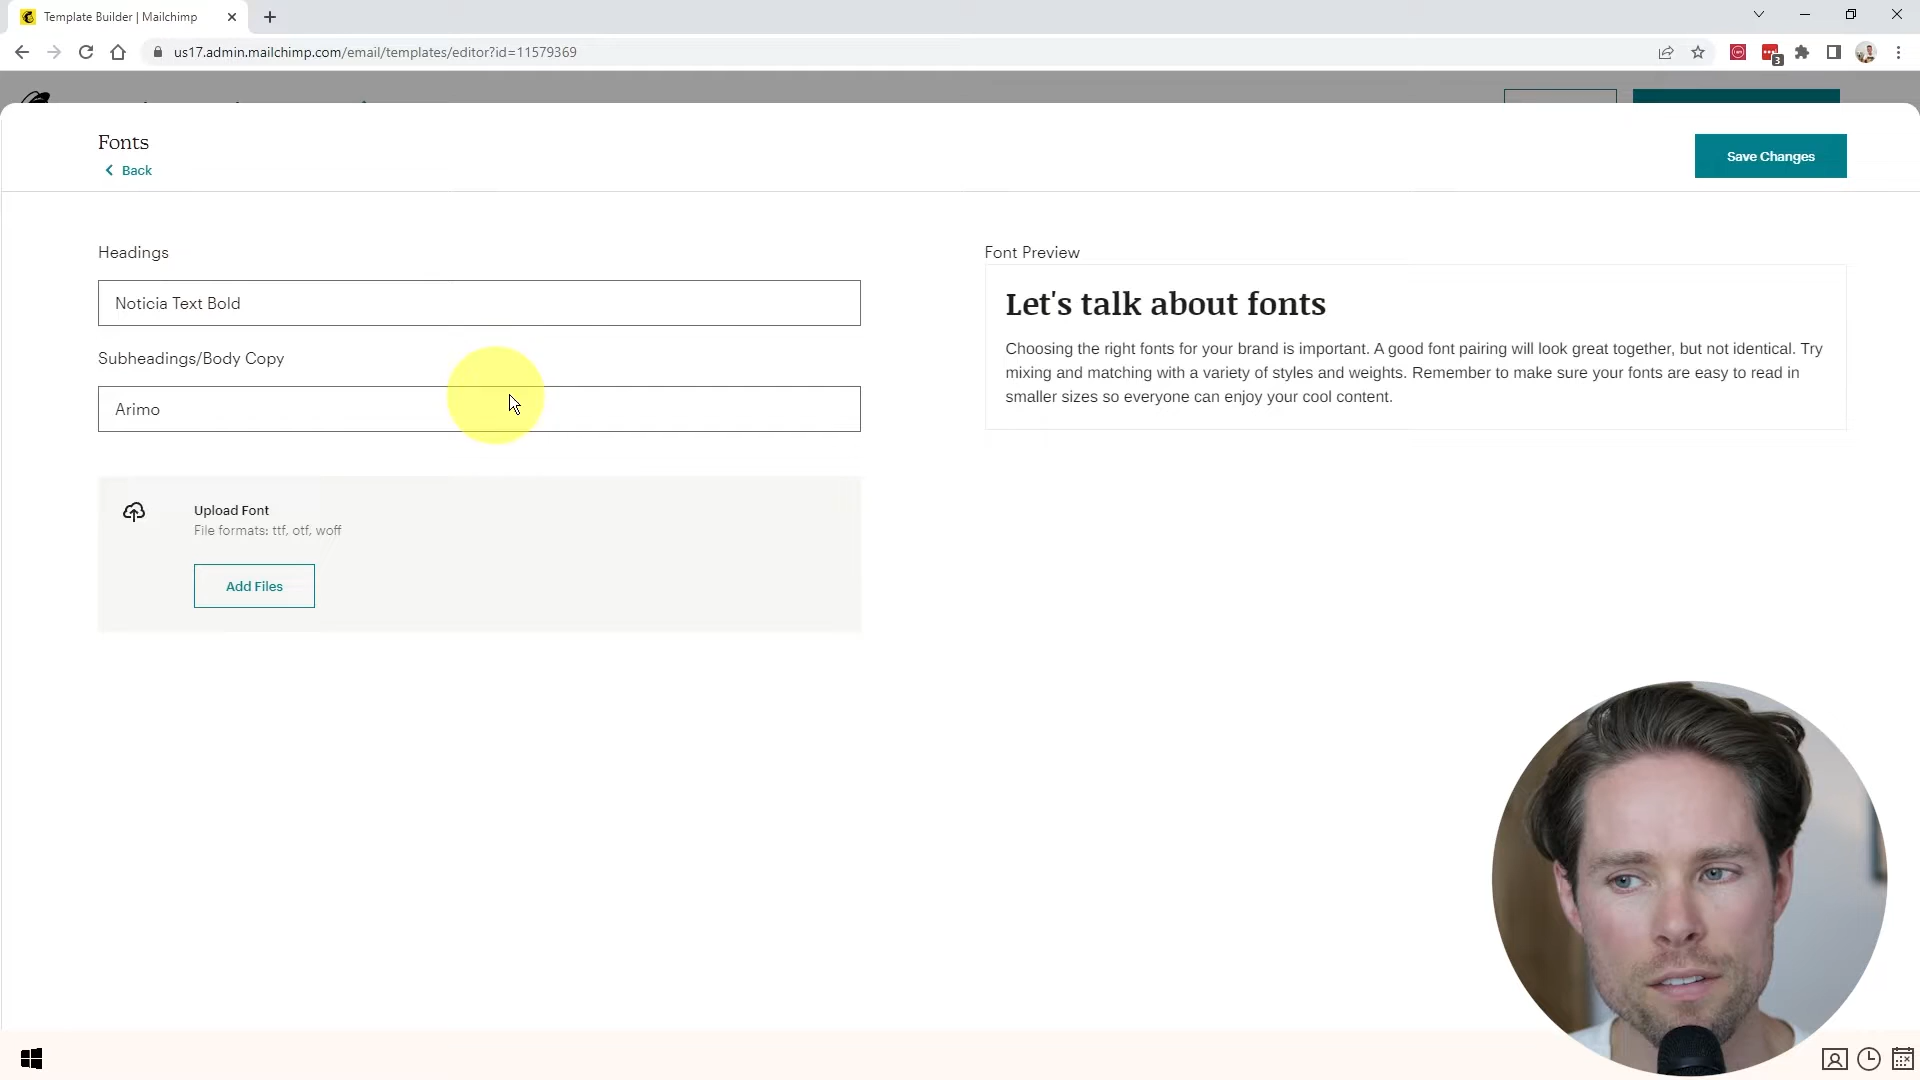 Template Builder | Mailchimp
us17.admin.mailchimp.com/email/templates/editor?id=11579369
3
Fonts
Back
Save Changes
Headings
Noticia Text Bold
Subheadings/Body Copy
Arimo
Upload Font
File formats: ttf, otf, woff
Add Files
Font Preview
Let's talk about fonts
Choosing the right fonts for your brand is important. A good font pairing will look great together, but not identical. Try
mixing and matching with a variety of styles and weights. Remember to make sure your fonts are easy to read in
smaller sizes so everyone can enjoy your cool content.